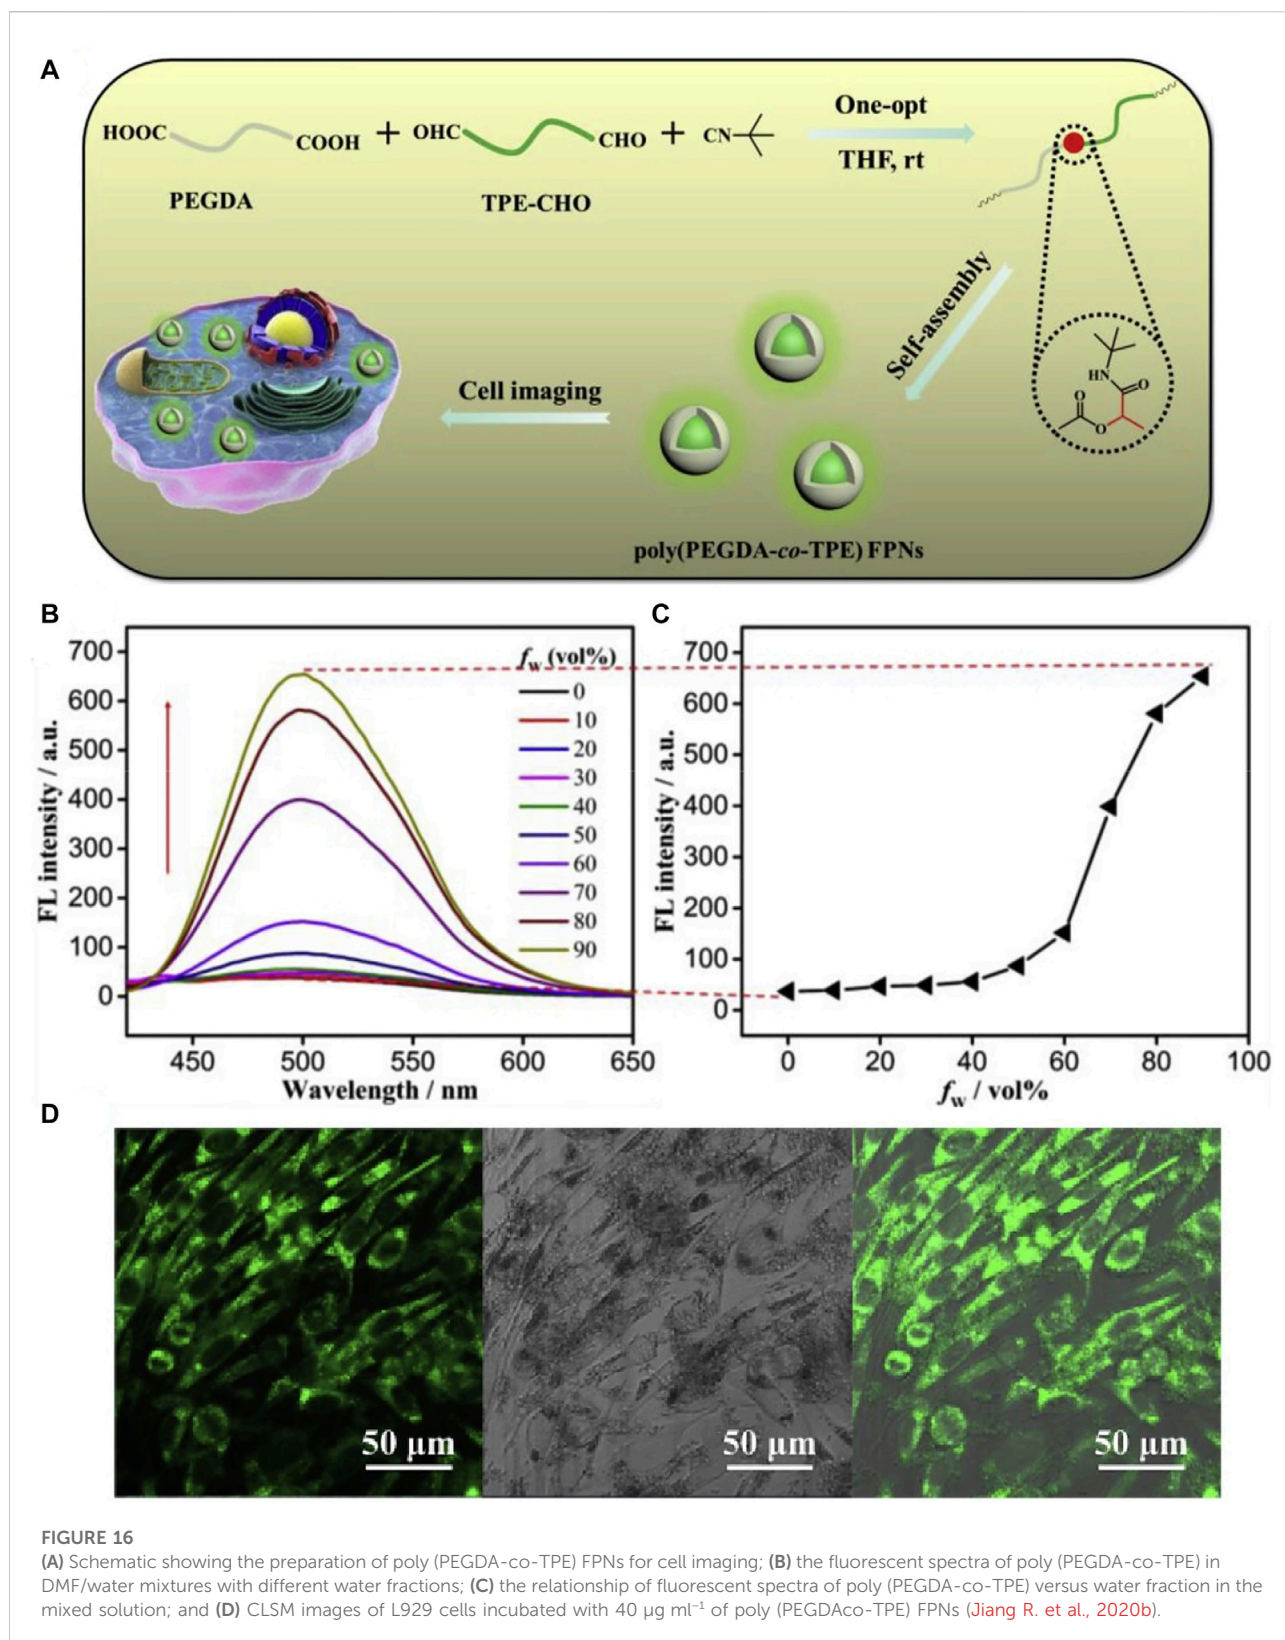 A
HOOC
COOH
+
OHC
CHO
+
CN
One-opt
THF, rt
PEGDA
TPE-CHO
Self-assembly
HN
O
O
O
Cell imaging
poly(PEGDA-co-TPE) FPNs
B
FL intensity / a.u.
700
600
500
400
300
200
100
0
fw (vol%)
0
10
20
30
40
50
60
70
80
90
450 500 550 600 650
Wavelength / nm
C
FL intensity / a.u.
700
600
500
400
300
200
100
0
0 20 40 60 80 100
fw / vol%
D
50 μm
50 μm
50 μm
FIGURE 16
(A) Schematic showing the preparation of poly (PEGDA-co-TPE) FPNs for cell imaging; (B) the fluorescent spectra of poly (PEGDA-co-TPE) in
DMF/water mixtures with different water fractions; (C) the relationship of fluorescent spectra of poly (PEGDA-co-TPE) versus water fraction in the
mixed solution; and (D) CLSM images of L929 cells incubated with 40 μg ml⁻¹ of poly (PEGDAco-TPE) FPNs (Jiang R. et al., 2020b).